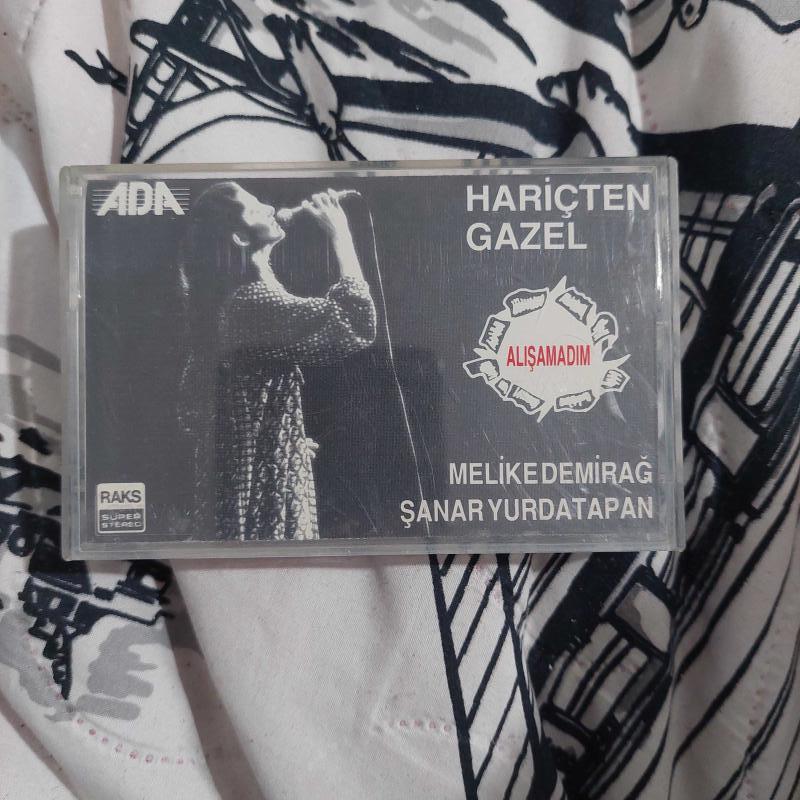 ADA
HARİÇTEN
GAZEL
ALIŞAMADIM
MELİKE DEMİRAĞ
ŞANAR YURDATAPAN
RAKS
SÜPER
STEREO